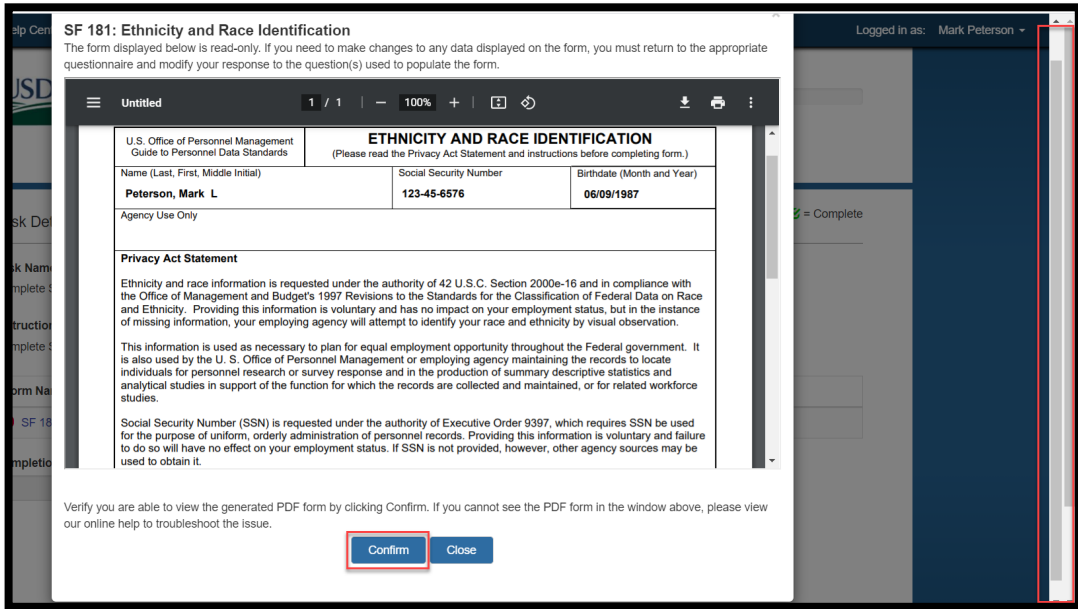 elp Cen
Logged in as: Mark Peterson
SF 181: Ethnicity and Race Identification
The form displayed below is read-only. If you need to make changes to any data displayed on the form, you must return to the appropriate
questionnaire and modify your response to the question(s) used to populate the form.
USD
Untitled
1 / 1 | − 100% + |
U.S. Office of Personnel Management
Guide to Personnel Data Standards
ETHNICITY AND RACE IDENTIFICATION
(Please read the Privacy Act Statement and instructions before completing form.)
Name (Last, First, Middle Initial)
Social Security Number
Birthdate (Month and Year)
Peterson, Mark L
123-45-6576
06/09/1987
Agency Use Only
sk Det
= Complete
Privacy Act Statement
sk Nam
mplete S
Ethnicity and race information is requested under the authority of 42 U.S.C. Section 2000e-16 and in compliance with
the Office of Management and Budget's 1997 Revisions to the Standards for the Classification of Federal Data on Race
and Ethnicity. Providing this information is voluntary and has no impact on your employment status, but in the instance
of missing information, your employing agency will attempt to identify your race and ethnicity by visual observation.
truction
mplete S
This information is used as necessary to plan for equal employment opportunity throughout the Federal government. It
is also used by the U. S. Office of Personnel Management or employing agency maintaining the records to locate
individuals for personnel research or survey response and in the production of summary descriptive statistics and
analytical studies in support of the function for which the records are collected and maintained, or for related workforce
studies.
orm Na
SF 18
Social Security Number (SSN) is requested under the authority of Executive Order 9397, which requires SSN be used
for the purpose of uniform, orderly administration of personnel records. Providing this information is voluntary and failure
to do so will have no effect on your employment status. If SSN is not provided, however, other agency sources may be
used to obtain it.
mpletio
Verify you are able to view the generated PDF form by clicking Confirm. If you cannot see the PDF form in the window above, please view
our online help to troubleshoot the issue.
Confirm
Close